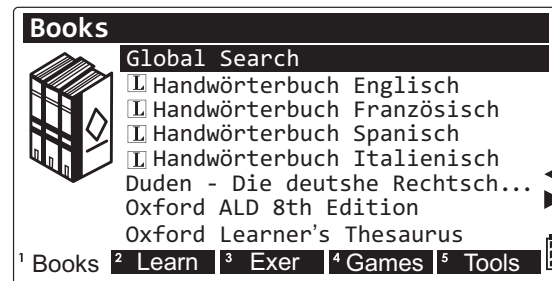 Books
Global Search
L Handwörterbuch Englisch
L Handwörterbuch Französisch
L Handwörterbuch Spanisch
L Handwörterbuch Italienisch
Duden - Die deutshe Rechtsch...
Oxford ALD 8th Edition
Oxford Learner's Thesaurus
1 Books 2 Learn 3 Exer 4 Games 5 Tools